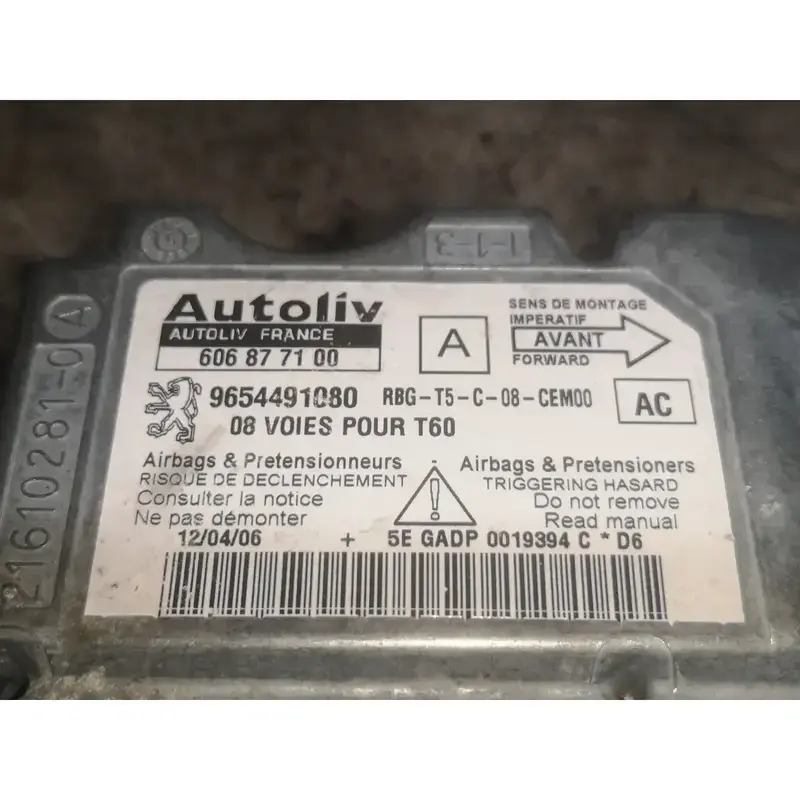 1-1-3
A
21610281-0
Autoliv
AUTOLIV FRANCE
606 87 71 00
A
SENS DE MONTAGE
IMPERATIF
AVANT
FORWARD
9654491080 RBG-T5-C-08-CEM00
AC
08 VOIES POUR T60
Airbags & Pretensionneurs
RISQUE DE DECLENCHEMENT
Consulter la notice
Ne pas démonter
!
Airbags & Pretensioners
TRIGGERING HASARD
Do not remove
Read manual
12/04/06 + 5E GADP 0019394 C * D6